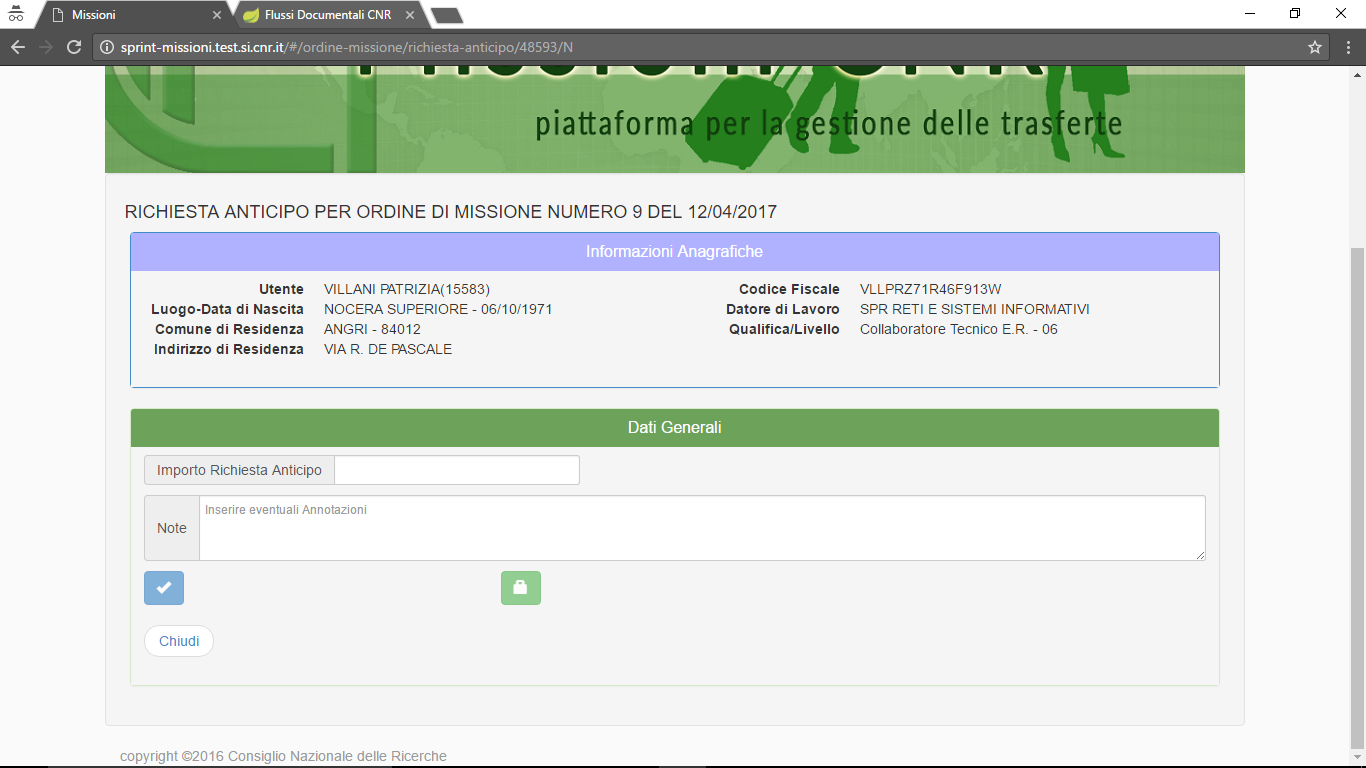 Missioni
Flussi Documentali CNR
sprint-missioni.test.si.cnr.it/#/ordine-missione/richiesta-anticipo/48593/N
piattaforma per la gestione delle trasferte
RICHIESTA ANTICIPO PER ORDINE DI MISSIONE NUMERO 9 DEL 12/04/2017
Informazioni Anagrafiche
Utente VILLANI PATRIZIA(15583) Codice Fiscale VLLPRZ71R46F913W
Luogo-Data di Nascita NOCERA SUPERIORE - 06/10/1971 Datore di Lavoro SPR RETI E SISTEMI INFORMATIVI
Comune di Residenza ANGRI - 84012 Qualifica/Livello Collaboratore Tecnico E.R. - 06
Indirizzo di Residenza VIA R. DE PASCALE
Dati Generali
Importo Richiesta Anticipo
Note Inserire eventuali Annotazioni
Chiudi
copyright ©2016 Consiglio Nazionale delle Ricerche